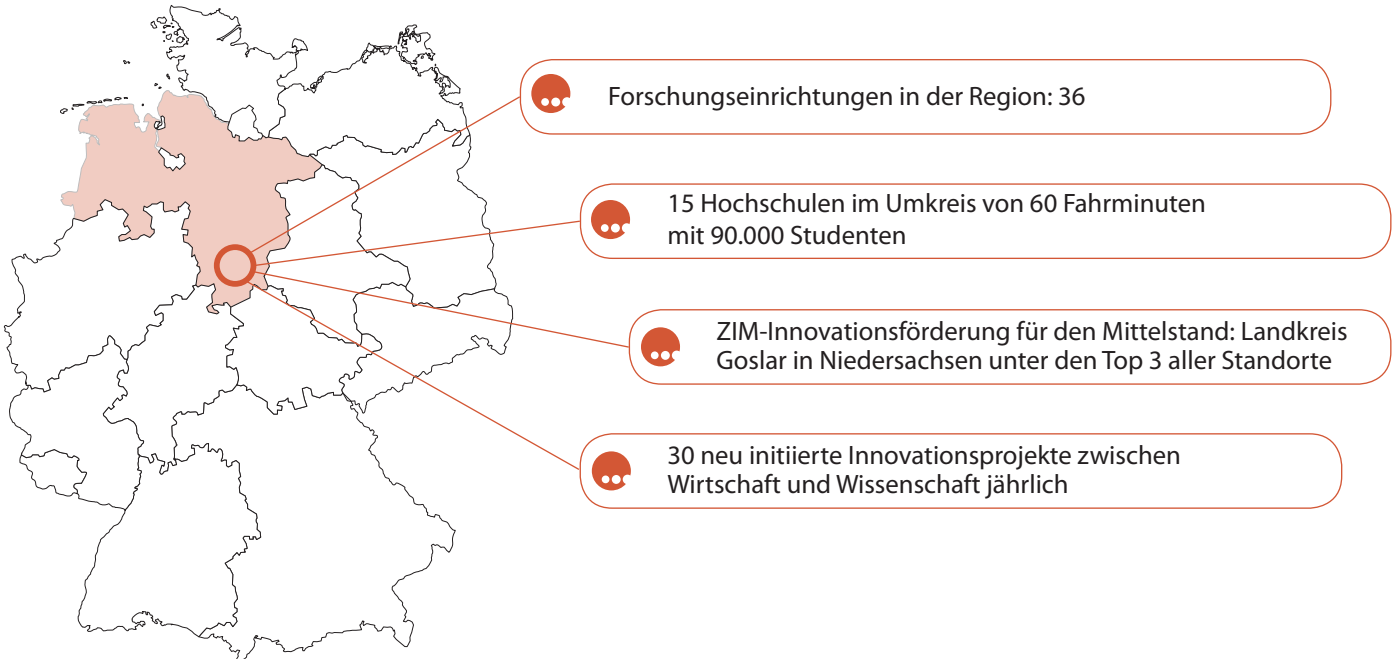 Forschungseinrichtungen in der Region: 36
15 Hochschulen im Umkreis von 60 Fahrminuten
mit 90.000 Studenten
ZIM-Innovationsförderung für den Mittelstand: Landkreis
Goslar in Niedersachsen unter den Top 3 aller Standorte
30 neu initiierte Innovationsprojekte zwischen
Wirtschaft und Wissenschaft jährlich